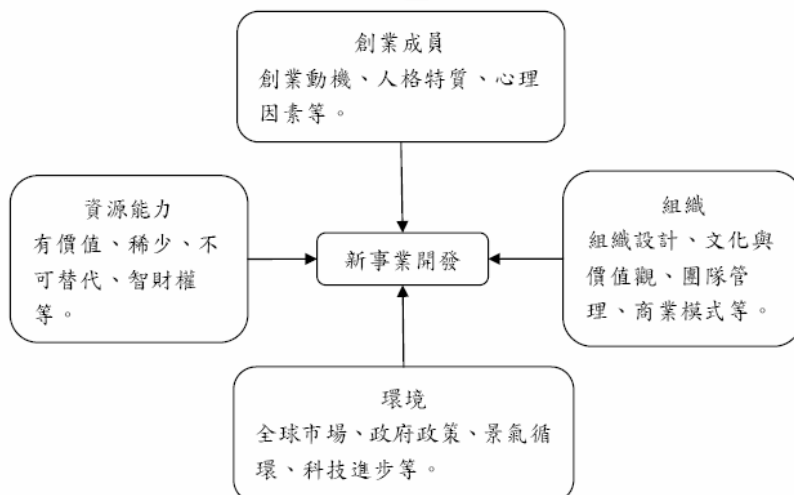 創業成員
創業動機、人格特質、心理
因素等。
資源能力
有價值、稀少、不
可替代、智財權
等。
新事業開發
組織
組織設計、文化與
價值觀、團隊管
理、商業模式等。
環境
全球市場、政府政策、景氣循
環、科技進步等。